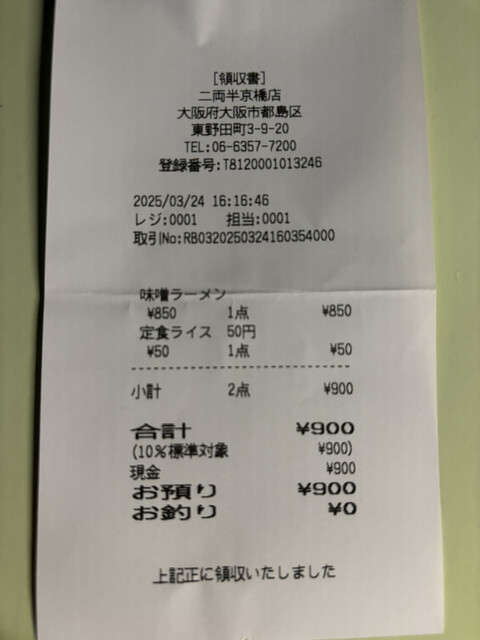 [領収書]
二両半京橋店
大阪府大阪市都島区
東野田町3-9-20
TEL:06-6357-7200
登録番号:T8120001013246
2025/03/24 16:16:46
レジ:0001 担当:0001
取引No:RB0320250324160354000
味噌ラーメン
¥850 1点 ¥850
定食ライス 50円
¥50 1点 ¥50
小計 2点 ¥900
合計 ¥900
(10%標準対象 ¥900)
現金 ¥900
お預り ¥900
お釣り ¥0
上記正に領収いたしました